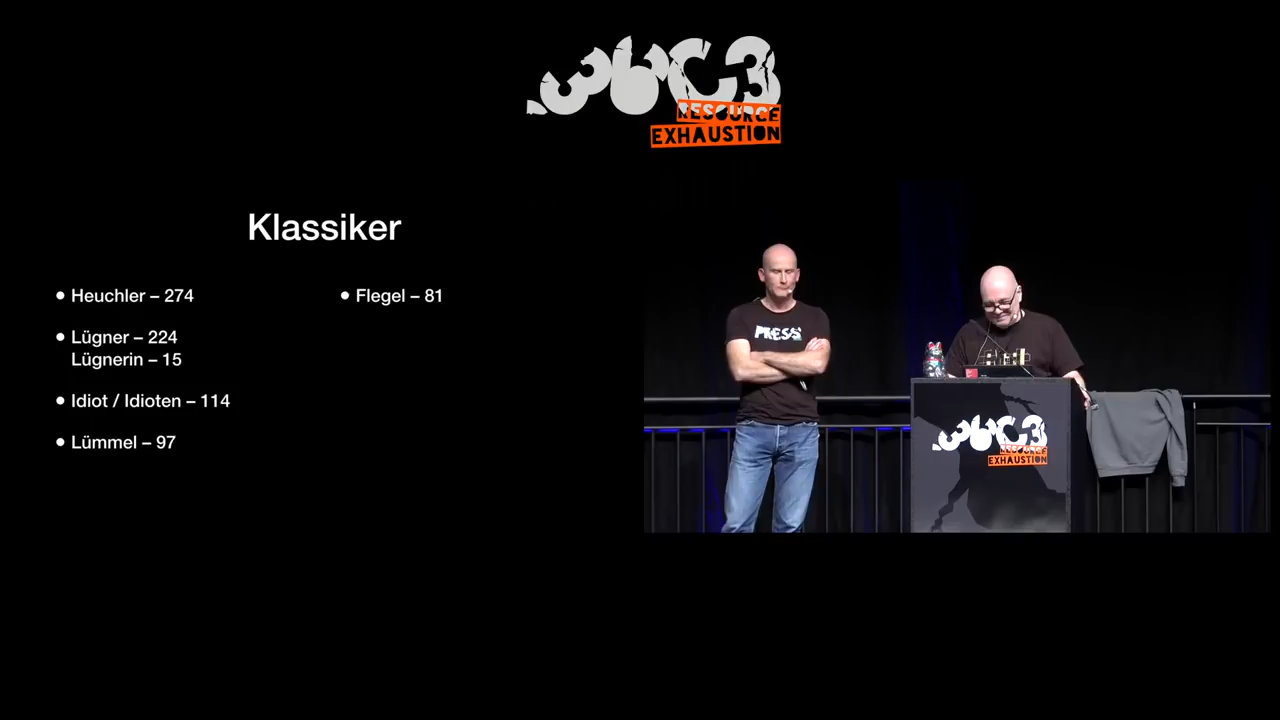 36C3
RESOURCE
EXHAUSTION
Klassiker
• Heuchler – 274
• Lügner – 224
Lügnerin – 15
• Idiot / Idioten – 114
• Lümmel – 97
• Flegel – 81
PRESS
36C3
RESOURCE
EXHAUSTION